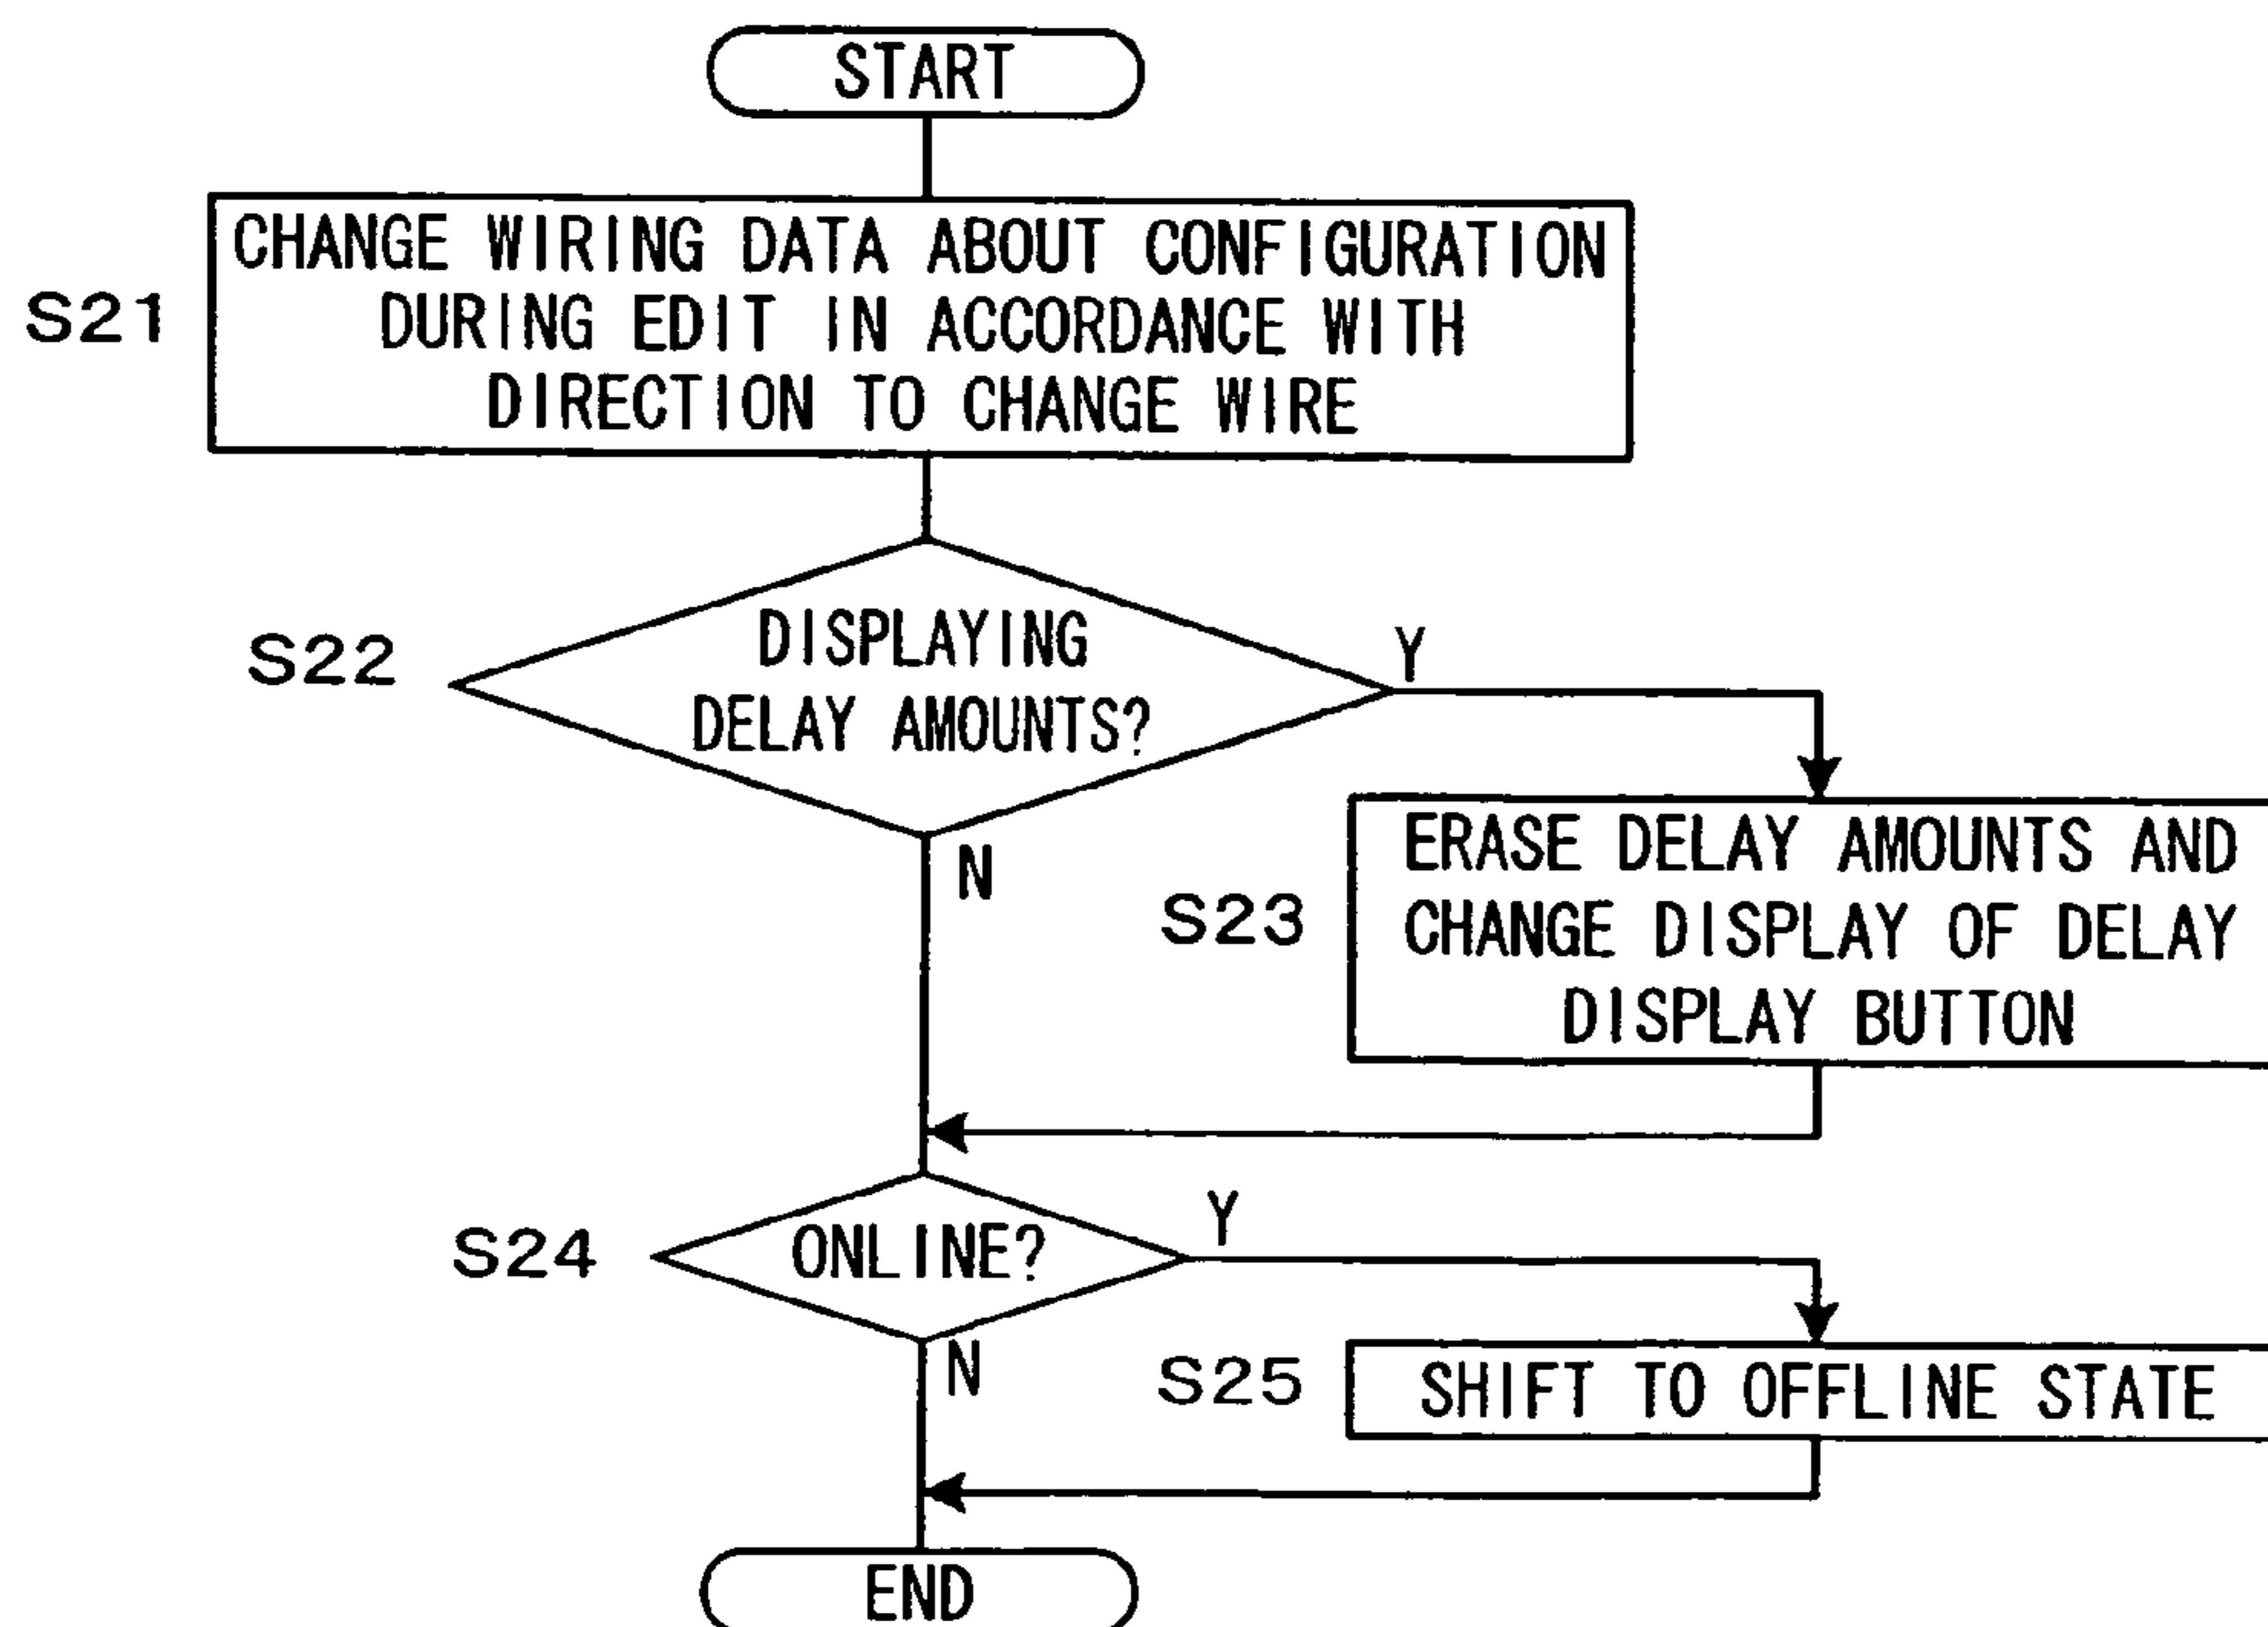 START
S21
CHANGE WIRING DATA ABOUT CONFIGURATION
DURING EDIT IN ACCORDANCE WITH
DIRECTION TO CHANGE WIRE
S22
DISPLAYING
DELAY AMOUNTS?
Y
N
S23
ERASE DELAY AMOUNTS AND
CHANGE DISPLAY OF DELAY
DISPLAY BUTTON
S24
ONLINE?
Y
N
S25
SHIFT TO OFFLINE STATE
END